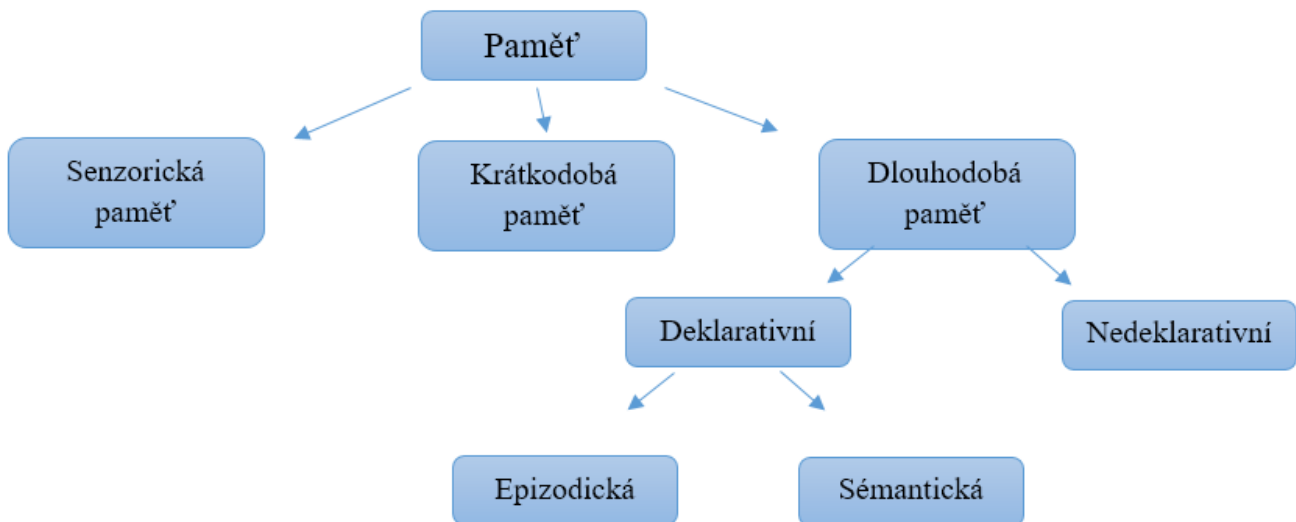 Paměť
Senzorická
paměť
Krátkodobá
paměť
Dlouhodobá
paměť
Deklarativní
Nedeklarativní
Epizodická
Sémantická